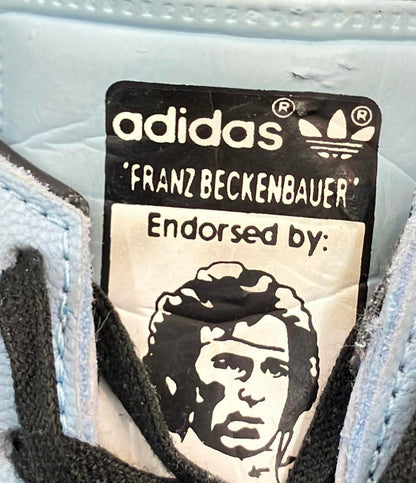 adidas®®
"FRANZ BECKENBAUER"
Endorsed by: